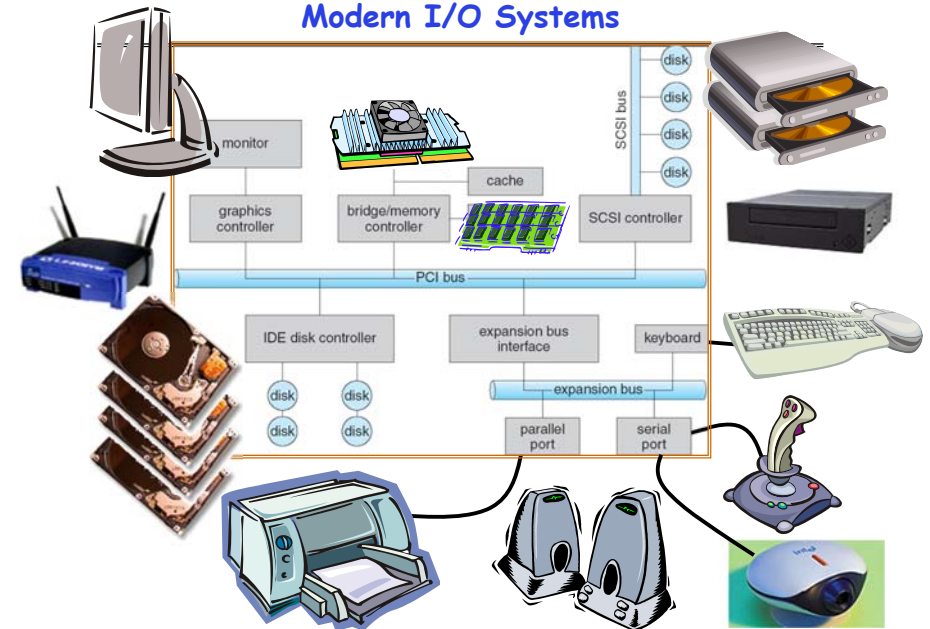 Modern I/O Systems
SCSI bus
disk
disk
disk
disk
monitor
cache
graphics
controller
bridge/memory
controller
SCSI controller
PCI bus
IDE disk controller
expansion bus
interface
keyboard
disk
disk
disk
disk
expansion bus
parallel
port
serial
port
intel